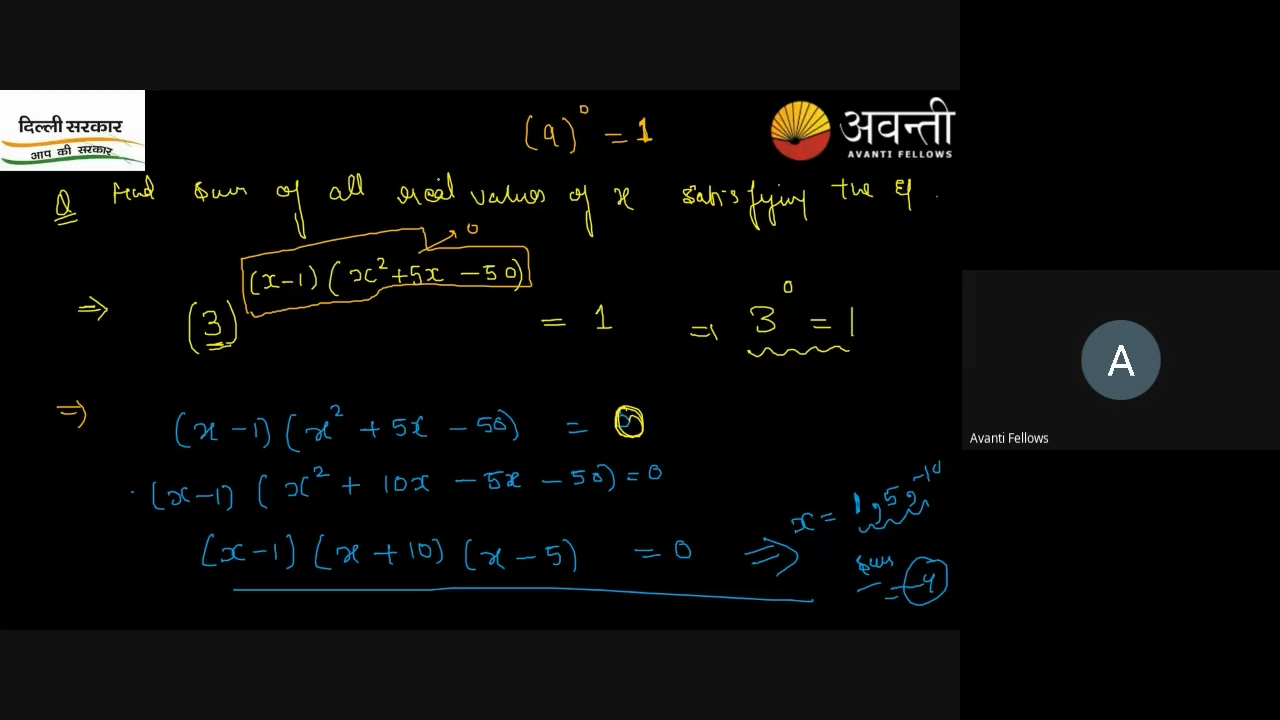 दिल्ली सरकार
आप की सरकार
(a)⁰ = 1
अवन्ती
AVANTI FELLOWS
Q Find sum of all real values of x satisfying the Eq.
⇒ (3)^(x-1)(x²+5x-50) → 0 = 1 ⇒ 3⁰ = 1
⇒ (x-1)(x²+5x-50) = 0
(x-1)(x²+10x-5x-50)=0
(x-1)(x+10)(x-5) = 0 ⇒ x = 1, 5, -10
Sum = -4
A
Avanti Fellows